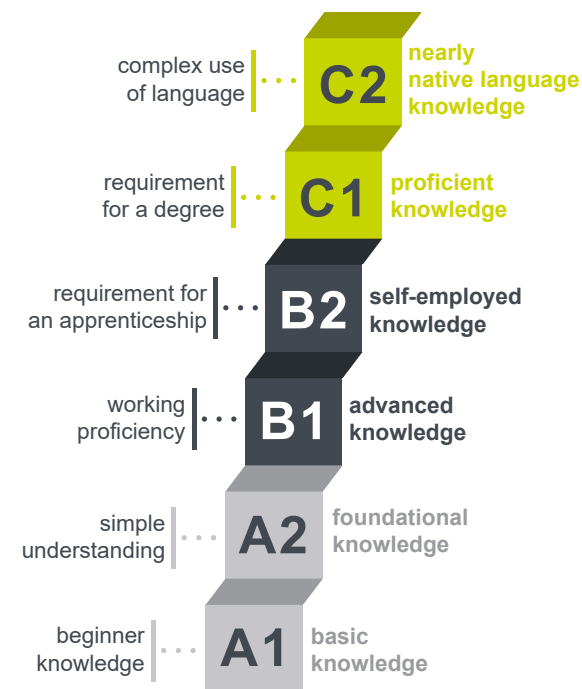 complex use
of language
C2
nearly
native language
knowledge
requirement
for a degree
C1
proficient
knowledge
requirement for
an apprenticeship
B2
self-employed
knowledge
working
proficiency
B1
advanced
knowledge
simple
understanding
A2
foundational
knowledge
beginner
knowledge
A1
basic
knowledge